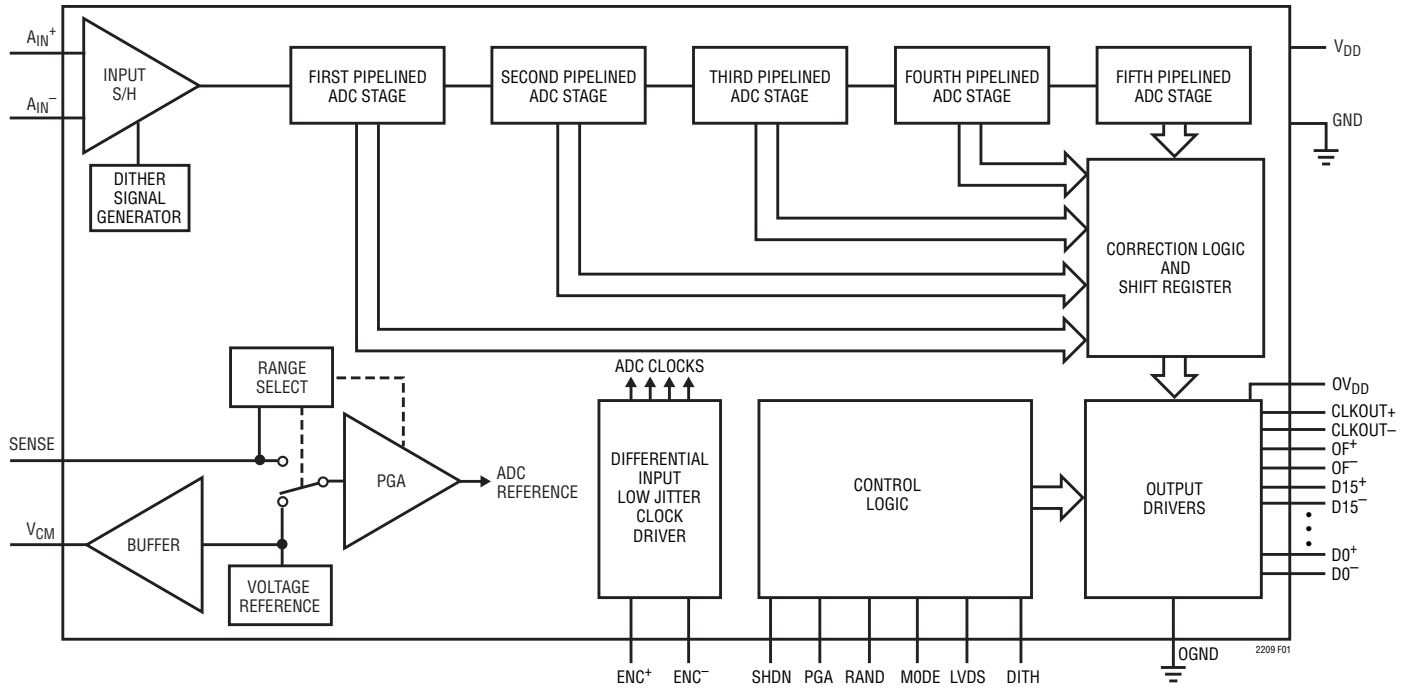 AIN+
AIN−
INPUT
S/H
DITHER
SIGNAL
GENERATOR
FIRST PIPELINED
ADC STAGE
SECOND PIPELINED
ADC STAGE
THIRD PIPELINED
ADC STAGE
FOURTH PIPELINED
ADC STAGE
FIFTH PIPELINED
ADC STAGE
VDD
GND
CORRECTION LOGIC
AND
SHIFT REGISTER
RANGE
SELECT
SENSE
PGA
ADC
REFERENCE
VCM
BUFFER
VOLTAGE
REFERENCE
ADC CLOCKS
DIFFERENTIAL
INPUT
LOW JITTER
CLOCK
DRIVER
ENC+
ENC−
CONTROL
LOGIC
SHDN
PGA
RAND
MODE
LVDS
DITH
OUTPUT
DRIVERS
OVDD
CLKOUT+
CLKOUT–
OF+
OF−
D15+
D15−
D0+
D0−
OGND
2209 F01